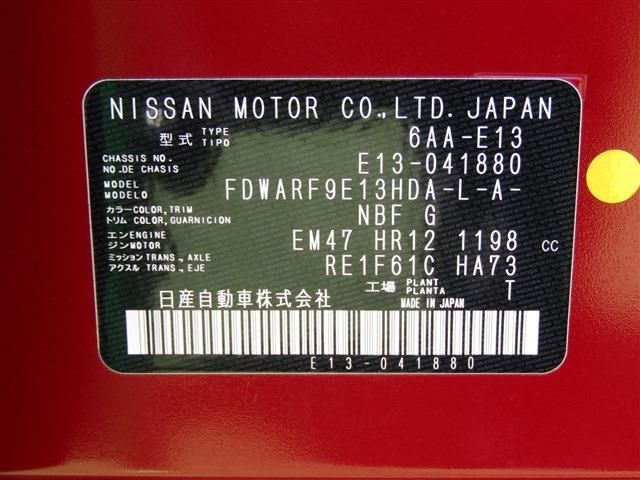 NISSAN MOTOR CO.,LTD. JAPAN
型式 TYPE TIPO 6AA-E13
CHASSIS NO. NO.DE CHASIS E13-041880
MODEL MODELO FDWARF9E13HDA-L-A-
カラー COLOR, TRIM NBF G
トリム COLOR, GUARNICION
エンENGINE EM47 HR12 1198 CC
ジンMOTOR
ミッション TRANS., AXLE RE1F61C HA73
アクスル TRANS., EJE
工場 PLANT PLANTA T
日産自動車株式会社 MADE IN JAPAN
E13-041880